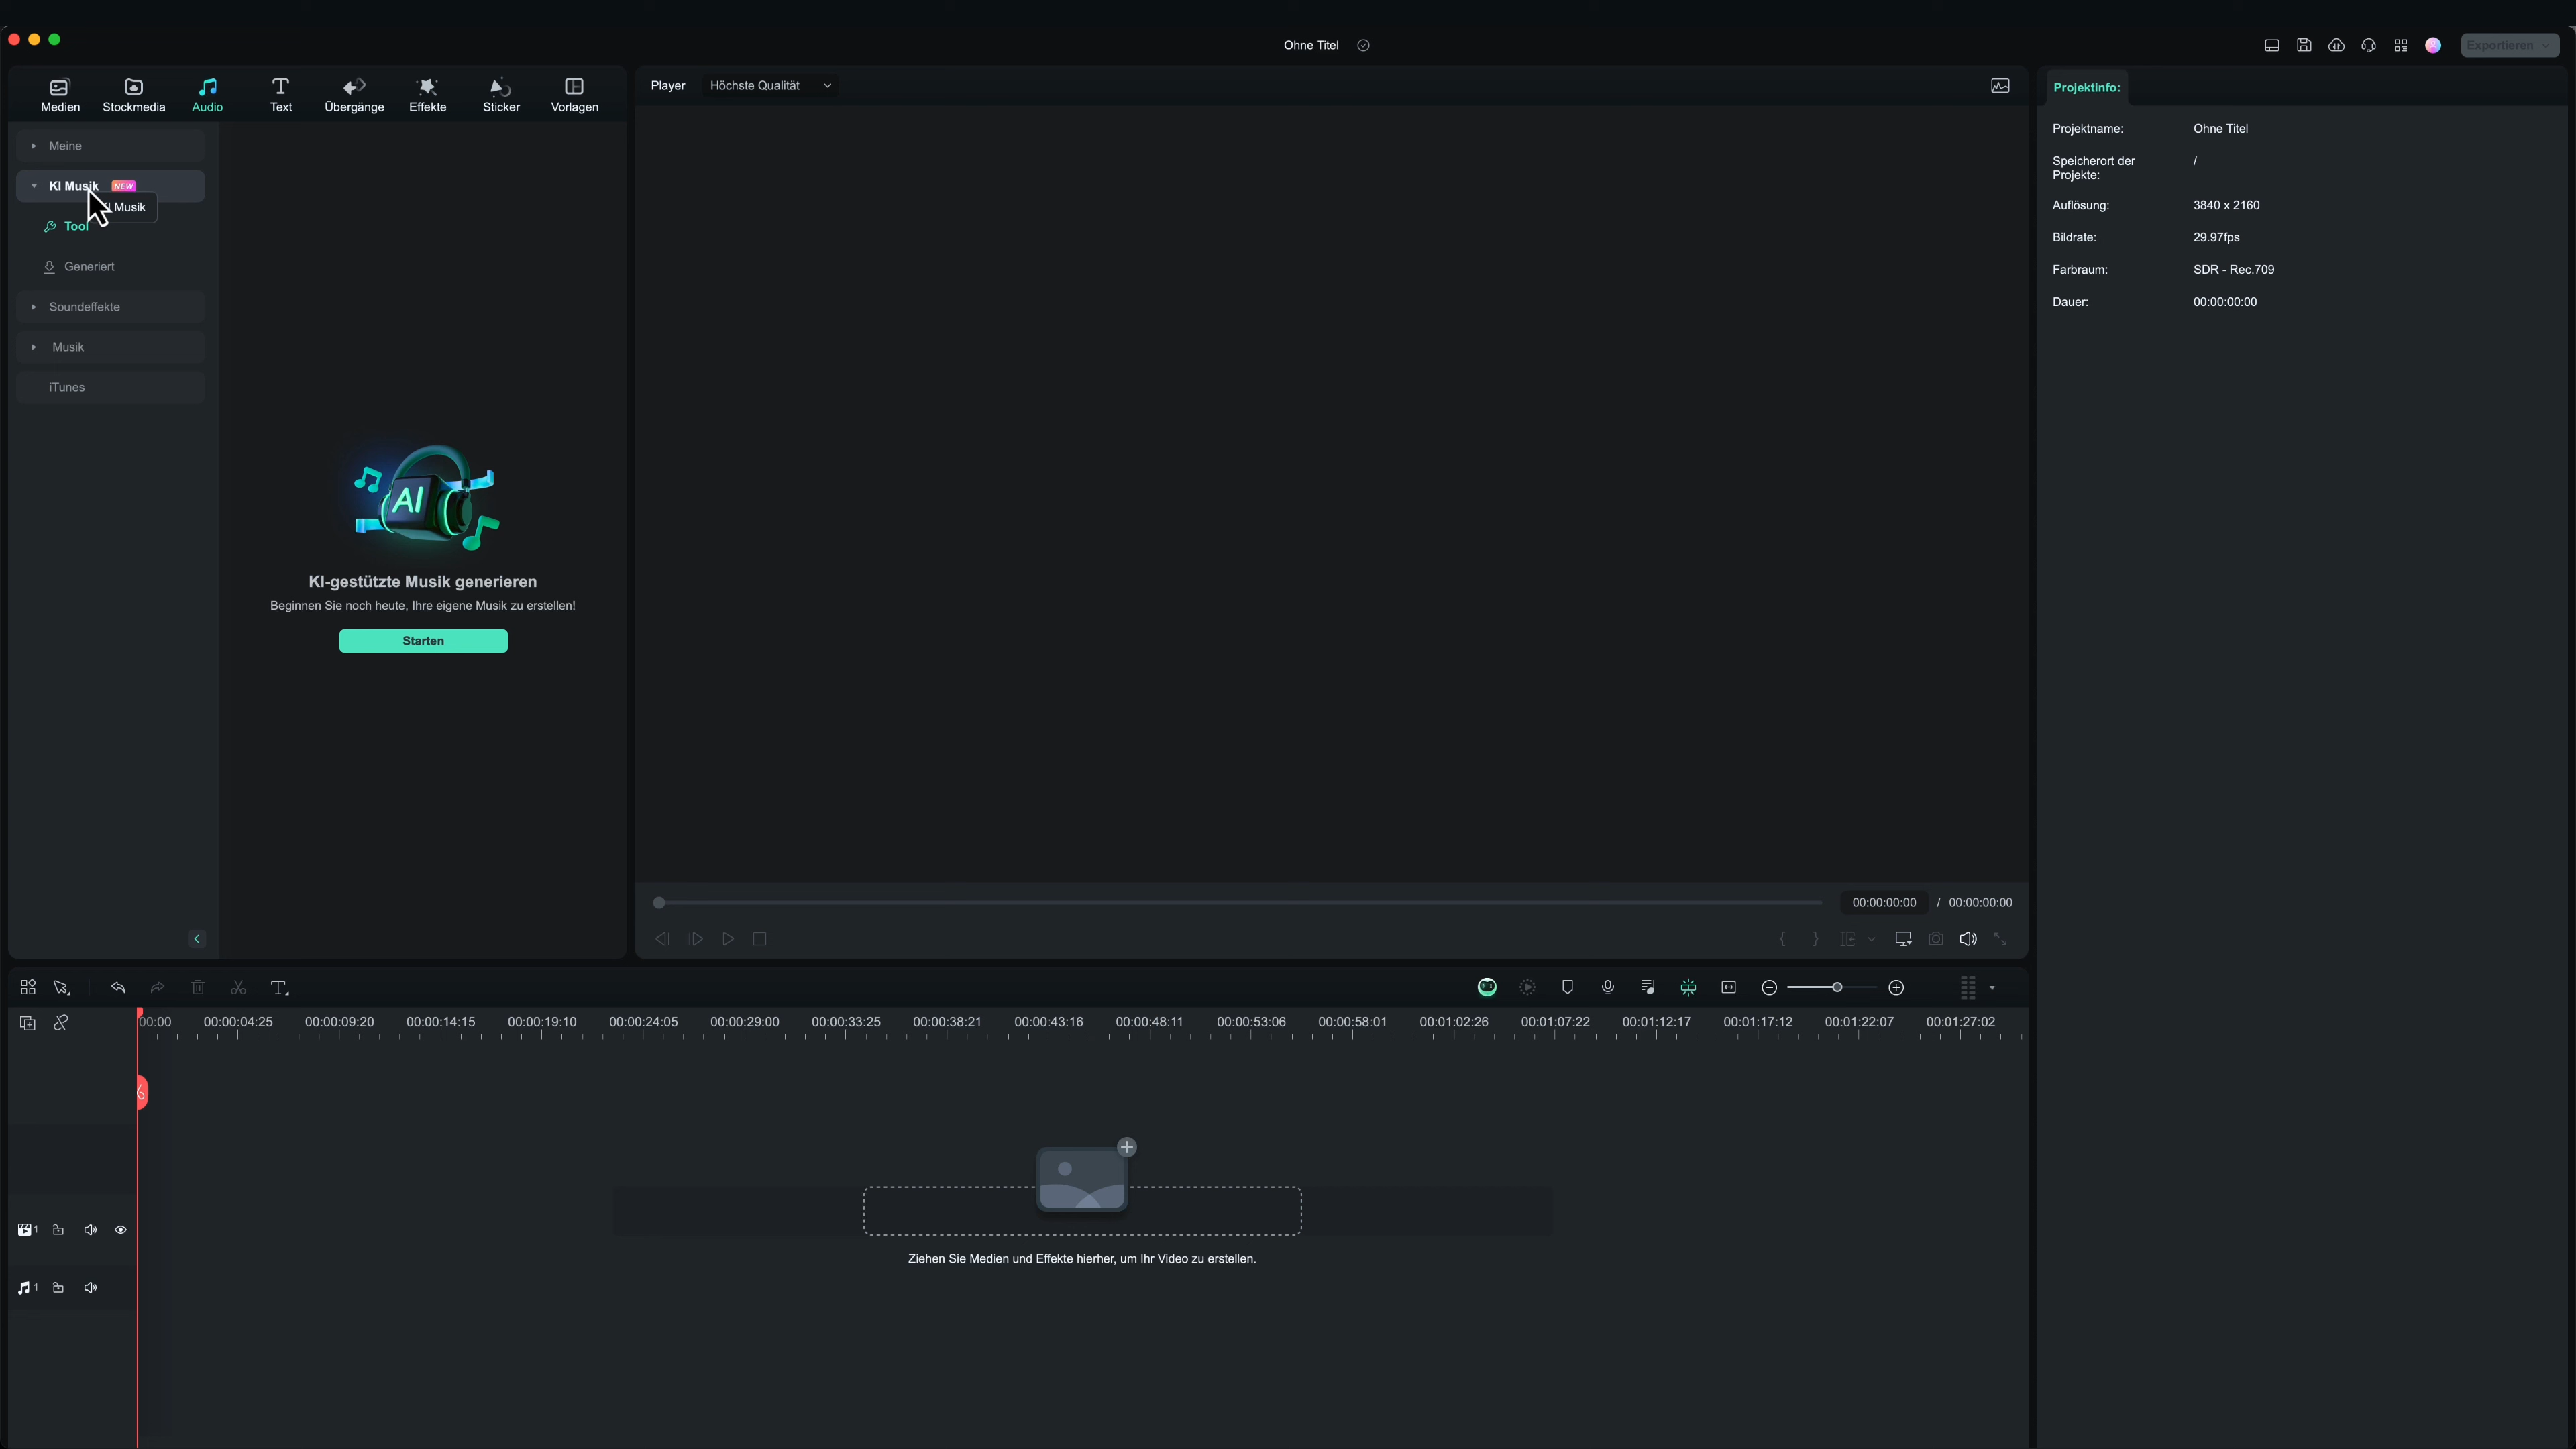 Ohne Titel
Exportieren
Medien
Stockmedia
Audio
Text
Übergänge
Effekte
Sticker
Vorlagen
Player
Höchste Qualität
Projektinfo:
Meine
KI Musik NEW
Musik
Tool
Generiert
Soundeffekte
Musik
iTunes
AI
KI-gestützte Musik generieren
Beginnen Sie noch heute, Ihre eigene Musik zu erstellen!
Starten
Projektname: Ohne Titel
Speicherort der /
Projekte:
Auflösung: 3840 x 2160
Bildrate: 29.97fps
Farbraum: SDR - Rec.709
Dauer: 00:00:00:00
00:00:00:00 / 00:00:00:00
00:00 00:00:04:25 00:00:09:20 00:00:14:15 00:00:19:10 00:00:24:05 00:00:29:00 00:00:33:25 00:00:38:21 00:00:43:16 00:00:48:11 00:00:53:06 00:00:58:01 00:01:02:26 00:01:07:22 00:01:12:17 00:01:17:12 00:01:22:07 00:01:27:02
1
Ziehen Sie Medien und Effekte hierher, um Ihr Video zu erstellen.
1